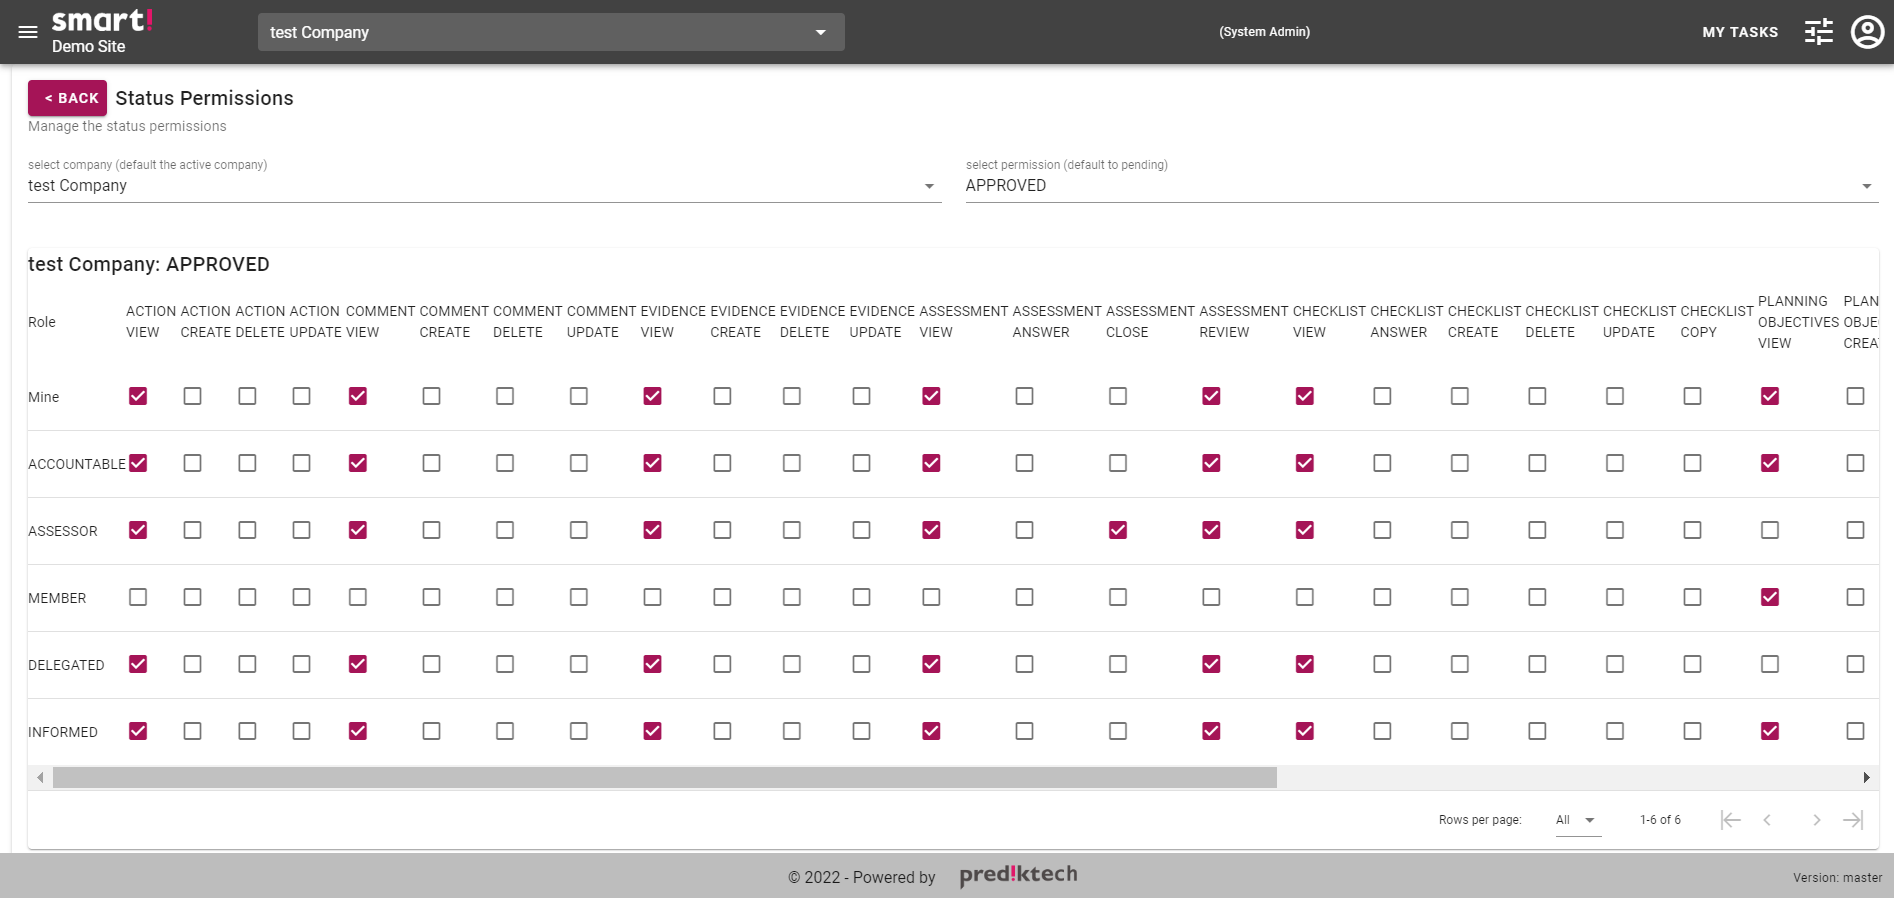 smart!
Demo Site
test Company
(System Admin)
MY TASKS
< BACK
Status Permissions
Manage the status permissions
select company (default the active company)
test Company
select permission (default to pending)
APPROVED
test Company: APPROVED
Role
ACTION VIEW
ACTION CREATE
ACTION DELETE
ACTION UPDATE
COMMENT VIEW
COMMENT CREATE
COMMENT DELETE
COMMENT UPDATE
EVIDENCE VIEW
EVIDENCE CREATE
EVIDENCE DELETE
EVIDENCE UPDATE
ASSESSMENT VIEW
ASSESSMENT ANSWER
ASSESSMENT CLOSE
ASSESSMENT REVIEW
CHECKLIST VIEW
CHECKLIST ANSWER
CHECKLIST CREATE
CHECKLIST DELETE
CHECKLIST UPDATE
CHECKLIST COPY
PLANNING OBJECTIVES VIEW
Mine
ACCOUNTABLE
ASSESSOR
MEMBER
DELEGATED
INFORMED
Rows per page:
All
1-6 of 6
© 2022 - Powered by
pred!ktech
Version: master